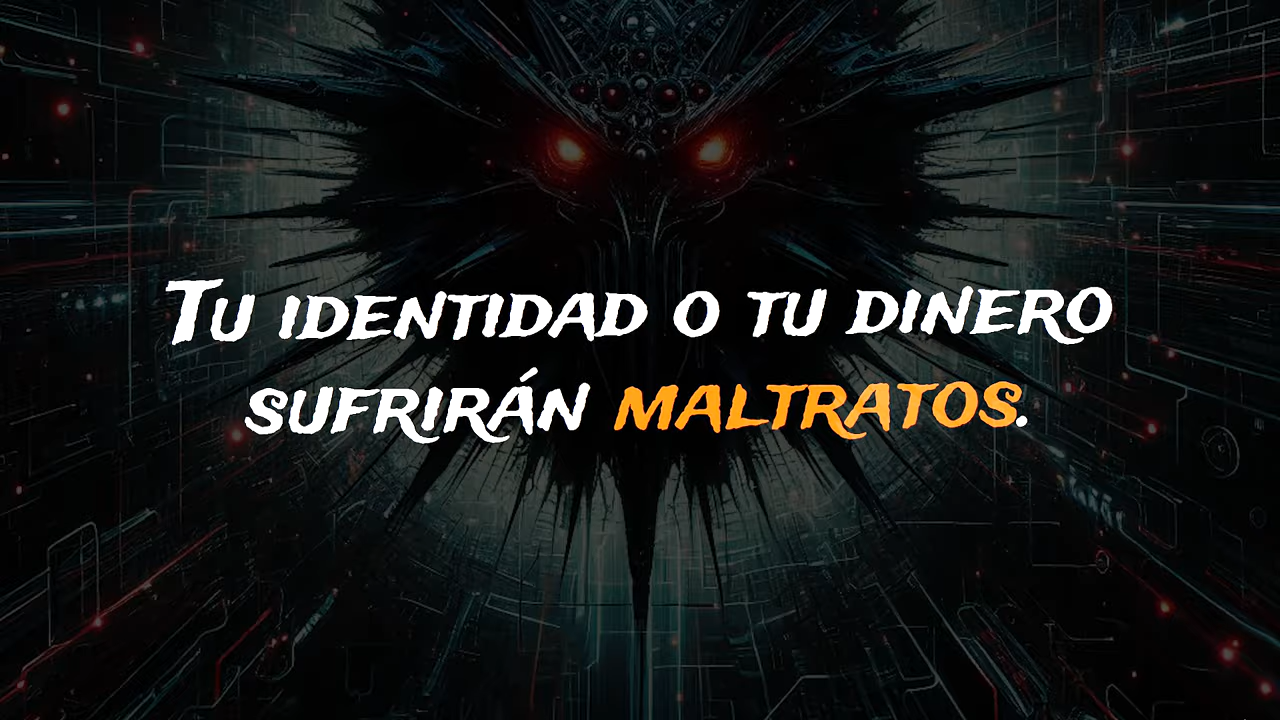 Tu identidad o tu dinero
sufrirán maltratos.